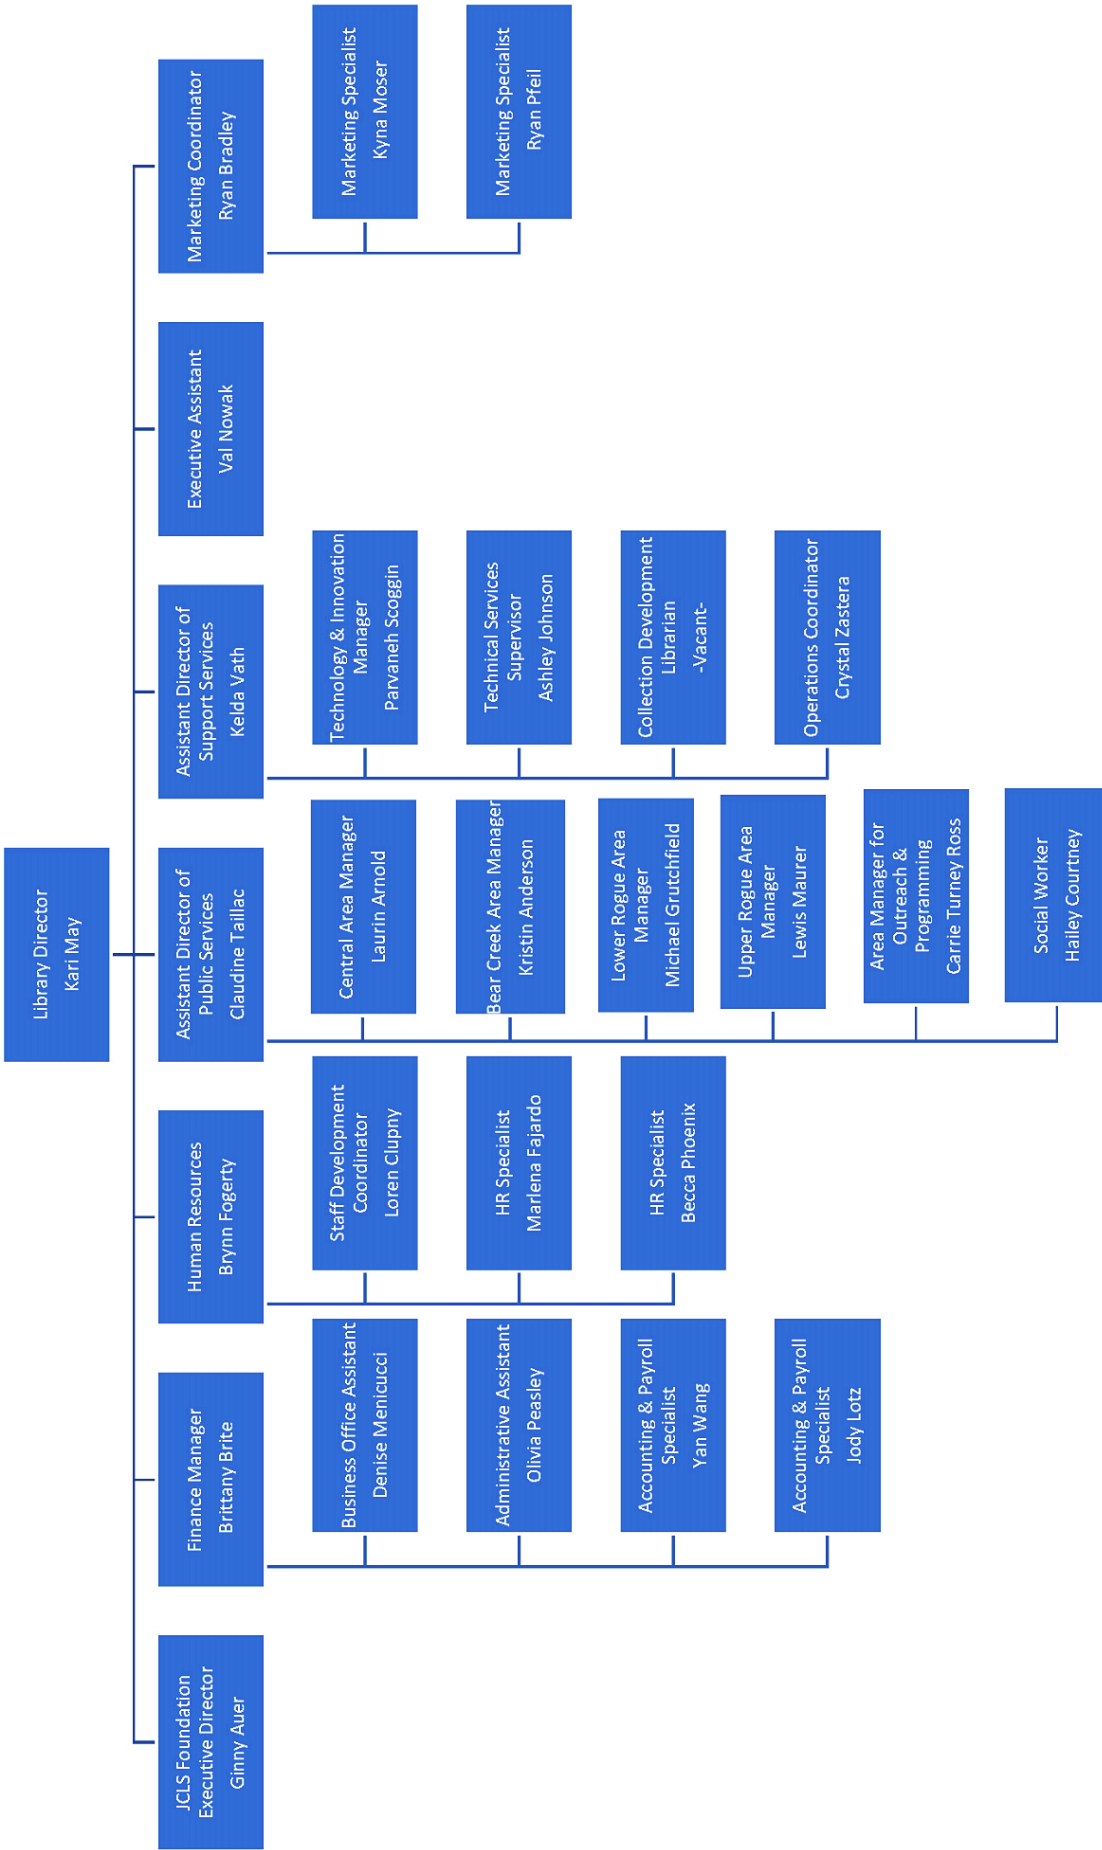 Library Director
Kari May
JCLS Foundation
Executive Director
Ginny Auer
Finance Manager
Brittany Brite
Business Office Assistant
Denise Menicucci
Administrative Assistant
Olivia Peasley
Accounting & Payroll
Specialist
Yan Wang
Accounting & Payroll
Specialist
Jody Lotz
Human Resources
Brynn Fogerty
Staff Development
Coordinator
Loren Clupny
HR Specialist
Marlena Fajardo
HR Specialist
Becca Phoenix
Assistant Director of
Public Services
Claudine Taillac
Central Area Manager
Laurin Arnold
Bear Creek Area Manager
Kristin Anderson
Lower Rogue Area
Manager
Michael Grutchfield
Upper Rogue Area
Manager
Lewis Maurer
Area Manager for
Outreach &
Programming
Carrie Turney Ross
Social Worker
Hailey Courtney
Assistant Director of
Support Services
Kelda Vath
Technology & Innovation
Manager
Parvaneh Scoggin
Technical Services
Supervisor
Ashley Johnson
Collection Development
Librarian
-Vacant-
Operations Coordinator
Crystal Zastera
Executive Assistant
Val Nowak
Marketing Coordinator
Ryan Bradley
Marketing Specialist
Kyna Moser
Marketing Specialist
Ryan Pfeil